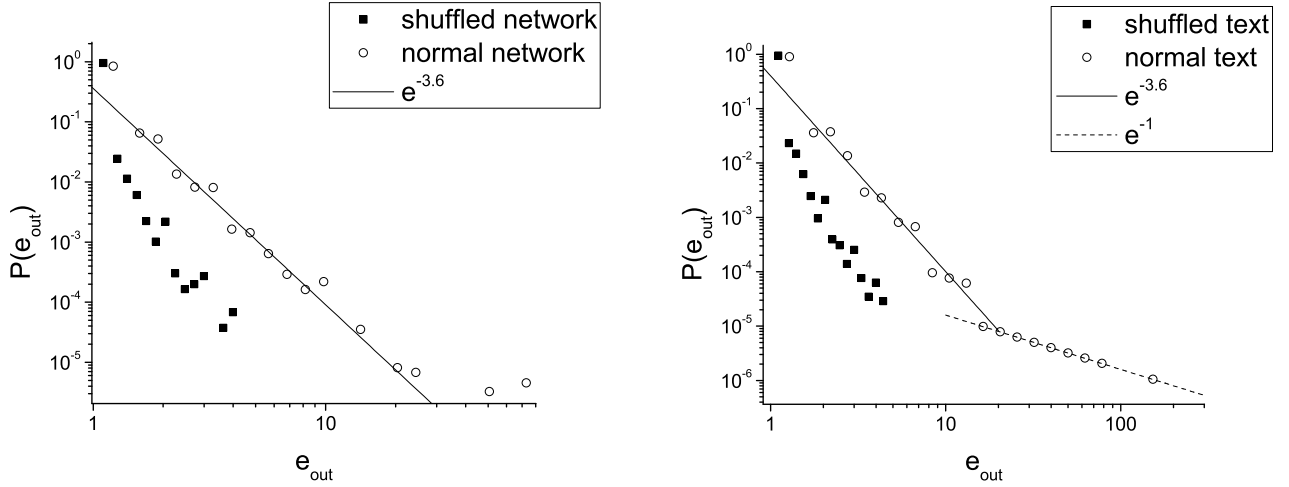 shuffled network
normal network
e^-3.6
10^0
10^-1
10^-2
10^-3
10^-4
10^-5
P(e_out)
1
10
e_out
shuffled text
normal text
e^-3.6
e^-1
10^0
10^-1
10^-2
10^-3
10^-4
10^-5
10^-6
P(e_out)
1
10
100
e_out